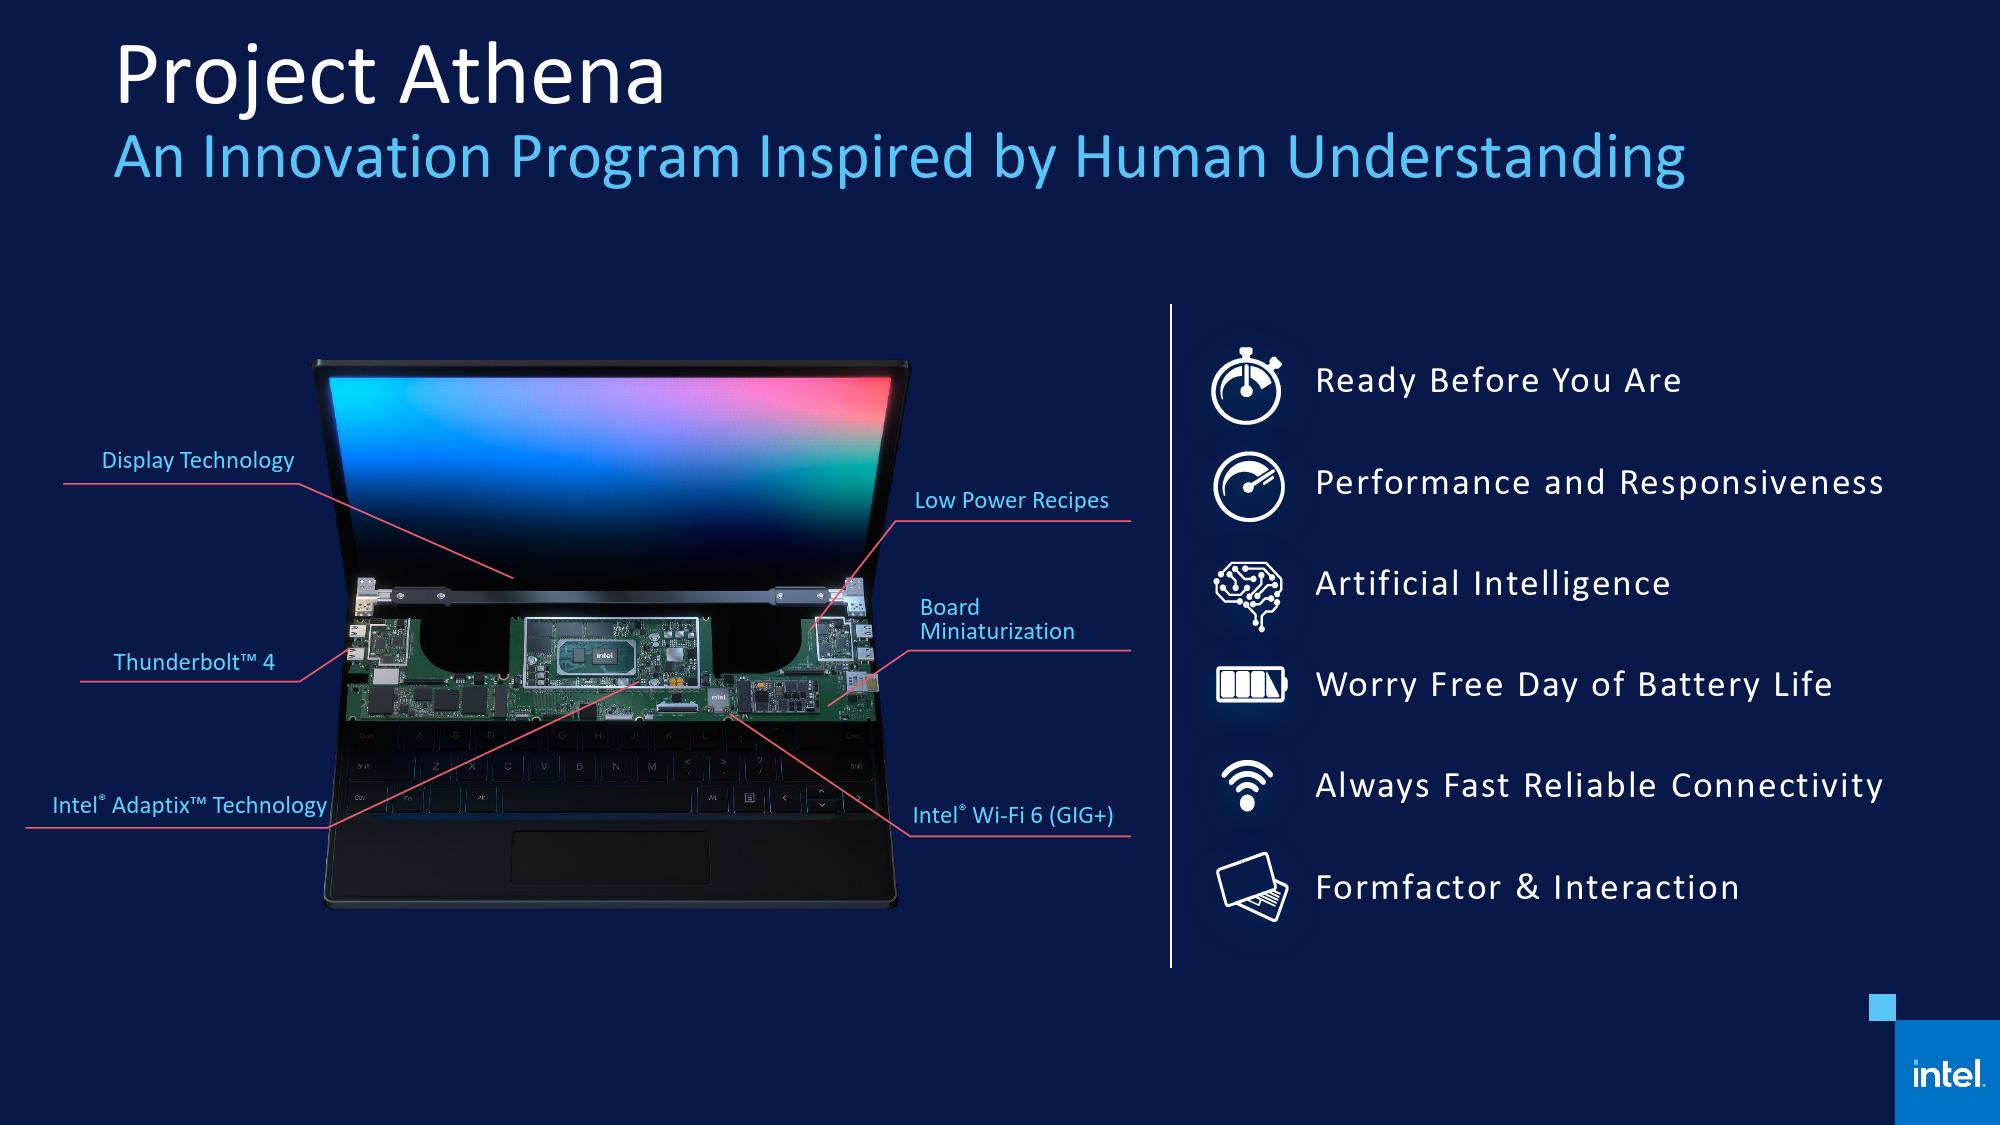 Project Athena
An Innovation Program Inspired by Human Understanding
Display Technology
Thunderbolt™ 4
Intel® Adaptix™ Technology
Low Power Recipes
Board
Miniaturization
Intel® Wi-Fi 6 (GIG+)
intel
intel
A S D G H J K L
Z X C V B N M
Ready Before You Are
Performance and Responsiveness
Artificial Intelligence
Worry Free Day of Battery Life
Always Fast Reliable Connectivity
Formfactor & Interaction
intel.